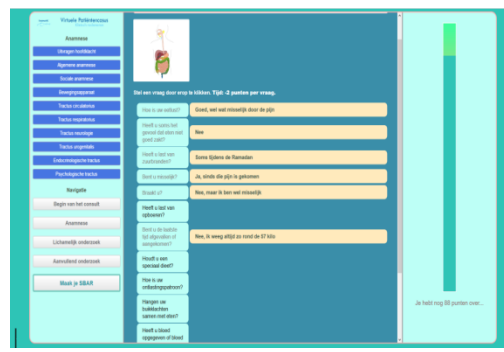 Virtuele Patiëntencasus
Anamnese
Uitvragen hoofdklacht
Algemene anamnese
Sociale anamnese
Bewegingsapparaat
Tractus circulatorius
Tractus respiratorius
Tractus neurologie
Tractus urogenitalis
Endocrinologische tractus
Psychologische tractus
Navigatie
Begin van het consult
Anamnese
Lichamelijk onderzoek
Aanvullend onderzoek
Maak je SBAR
Stel een vraag door erop te klikken. Tijd: -2 punten per vraag.
Hoe is uw eetlust?
Goed, wel wat misselijk door de pijn
Heeft u soms het
gevoel dat eten niet
goed zakt?
Nee
Heeft u last van
zuurbranden?
Soms tijdens de Ramadan
Bent u misselijk?
Ja, sinds die pijn is gekomen
Braakt u?
Nee, maar ik ben wel misselijk
Heeft u last van
opboeren?
Bent u de laatste
tijd afgevallen of
aangekomen?
Nee, ik weeg altijd zo rond de 57 kilo
Houdt u een
speciaal dieet?
Hoe is uw
ontlastingspatroon?
Hangen uw
buikklachten
samen met eten?
Heeft u bloed
opgegeven of bloed
Je hebt nog 88 punten over...